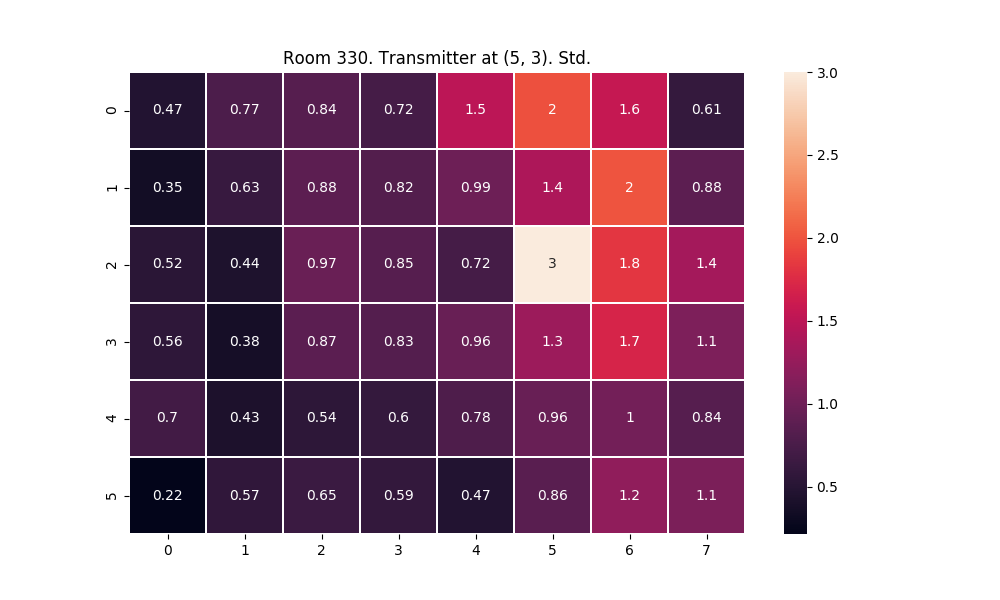 Room 330. Transmitter at (5, 3). Std.
0 0.47 0.77 0.84 0.72 1.5 2 1.6 0.61
1 0.35 0.63 0.88 0.82 0.99 1.4 2 0.88
2 0.52 0.44 0.97 0.85 0.72 3 1.8 1.4
3 0.56 0.38 0.87 0.83 0.96 1.3 1.7 1.1
4 0.7 0.43 0.54 0.6 0.78 0.96 1 0.84
5 0.22 0.57 0.65 0.59 0.47 0.86 1.2 1.1
0 1 2 3 4 5 6 7
3.0
2.5
2.0
1.5
1.0
0.5